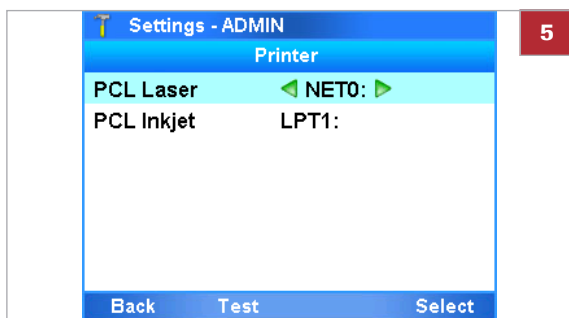 Settings - ADMIN
5
Printer
PCL Laser NET0:
PCL Inkjet LPT1:
Back Test Select